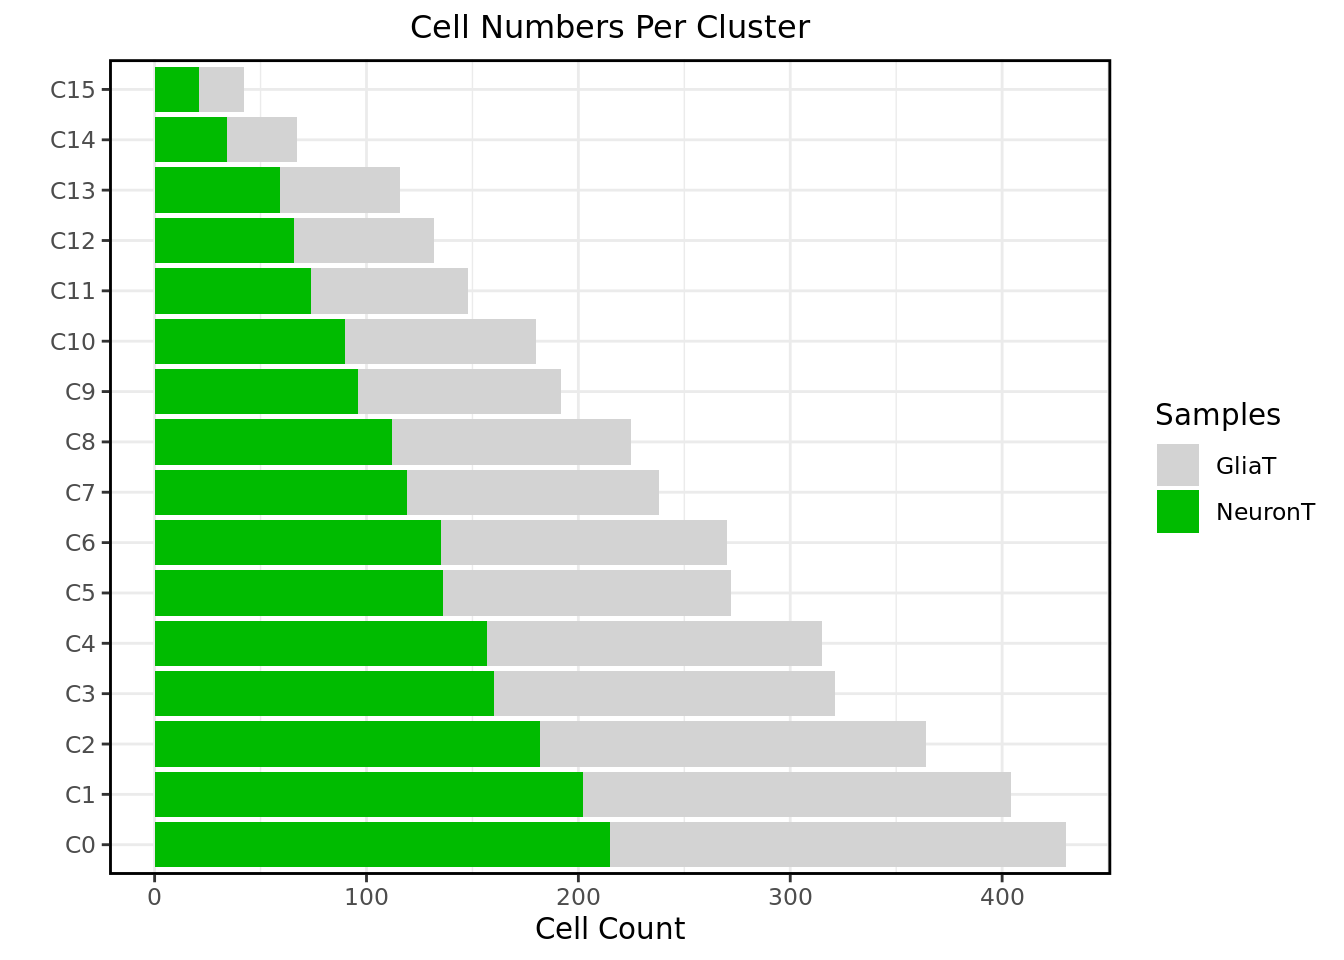 Cell Numbers Per Cluster
C15
C14
C13
C12
C11
C10
C9
C8
C7
C6
C5
C4
C3
C2
C1
C0
0 100 200 300 400
Cell Count
Samples
GliaT
NeuronT